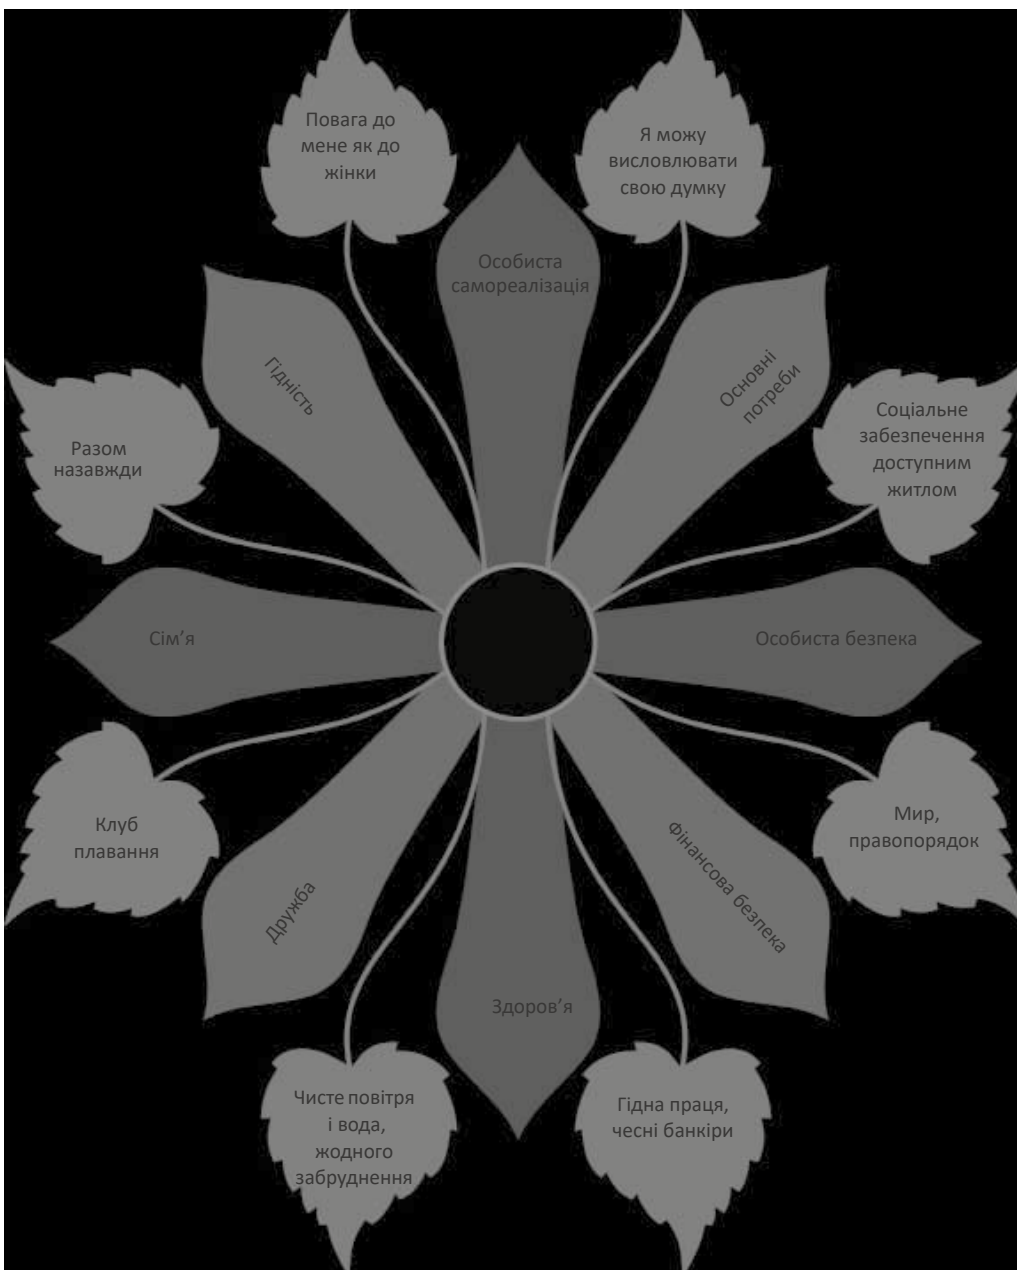 Повага до
мене як до
жінки
Я можу
висловлювати
свою думку
Особиста
самореалізація
Гідність
Основні
потреби
Разом
назавжди
Соціальне
забезпечення
доступним
житлом
Сім’я
Особиста безпека
Клуб
плавання
Мир,
правопорядок
Дружба
Фінансова безпека
Здоров’я
Чисте повітря
і вода,
жодного
забруднення
Гідна праця,
чесні банкіри